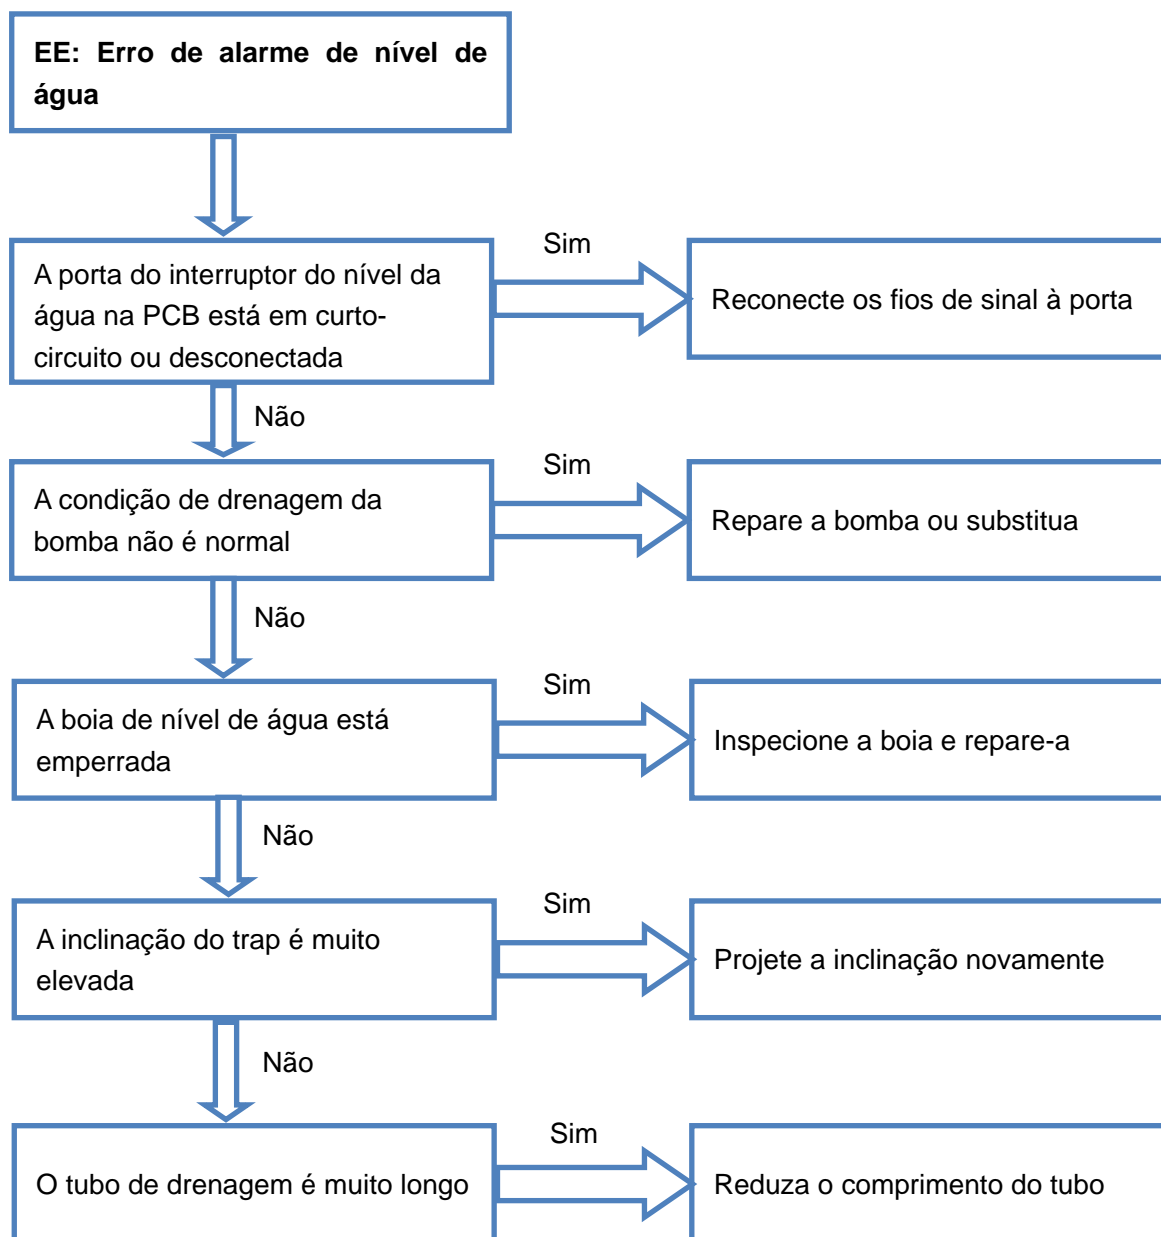 EE: Erro de alarme de nível de
água
A porta do interruptor do nível da
água na PCB está em curto-
circuito ou desconectada
Sim
Reconecte os fios de sinal à porta
Não
A condição de drenagem da
bomba não é normal
Sim
Repare a bomba ou substitua
Não
A boia de nível de água está
emperrada
Sim
Inspecione a boia e repare-a
Não
A inclinação do trap é muito
elevada
Sim
Projete a inclinação novamente
Não
O tubo de drenagem é muito longo
Sim
Reduza o comprimento do tubo